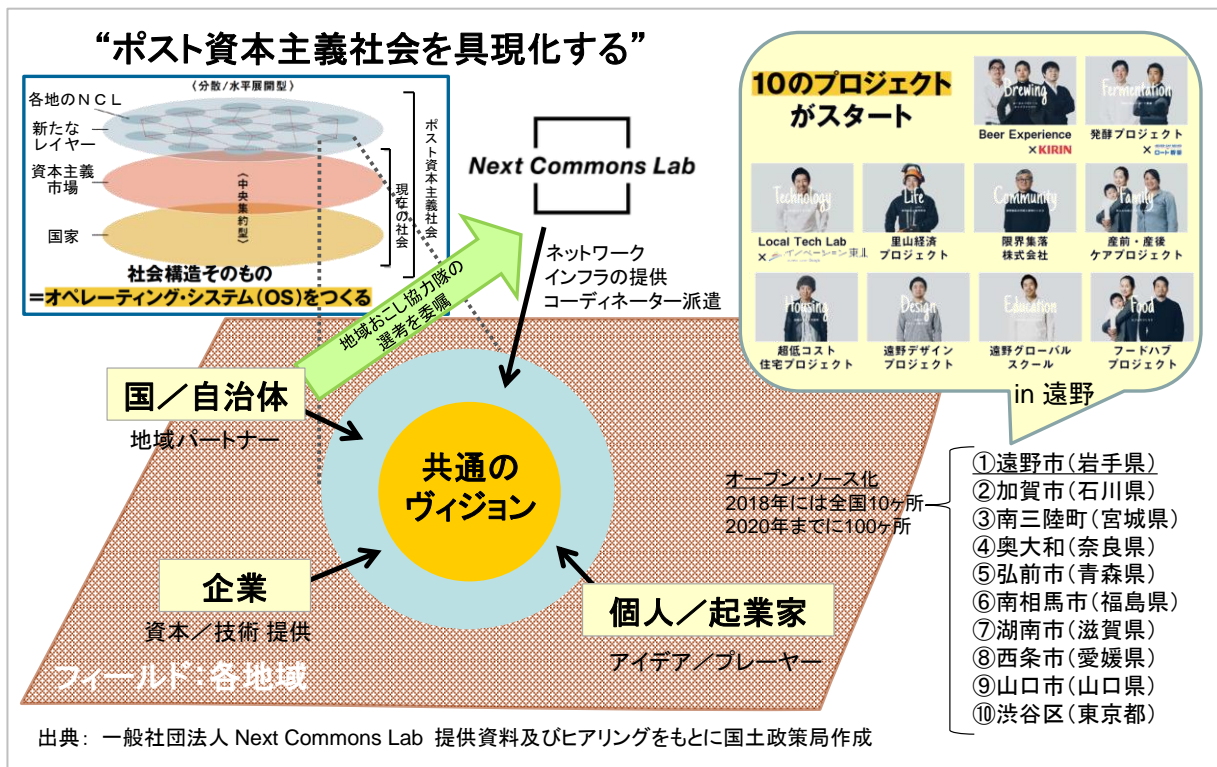 “ポスト資本主義社会を具現化する”
〈分散/水平展開型〉
各地のNCL
新たな
レイヤー
資本主義
市場
国家
〈中央集約型〉
現在の社会
ポスト資本主義社会
社会構造そのもの
=オペレーティング・システム(OS)をつくる
Next Commons Lab
ネットワーク
インフラの提供
コーディネーター派遣
地域おこし協力隊の
選考を委嘱
国/自治体
地域パートナー
共通の
ヴィジョン
企業
資本/技術 提供
個人/起業家
アイデア/プレーヤー
フィールド:各地域
10のプロジェクト
がスタート
Brewing
Beer Experience
×KIRIN
Fermentation
発酵プロジェクト
×ロート製薬
Technology
Local Tech Lab
×イノベーション東北
Life
里山経済
プロジェクト
Community
限界集落
株式会社
Family
産前・産後
ケアプロジェクト
Housing
超低コスト
住宅プロジェクト
Design
遠野デザイン
プロジェクト
Education
遠野グローバル
スクール
Food
フードハブ
プロジェクト
in 遠野
オープン・ソース化
2018年には全国10ヶ所
2020年までに100ヶ所
①遠野市(岩手県)
②加賀市(石川県)
③南三陸町(宮城県)
④奥大和(奈良県)
⑤弘前市(青森県)
⑥南相馬市(福島県)
⑦湖南市(滋賀県)
⑧西条市(愛媛県)
⑨山口市(山口県)
⑩渋谷区(東京都)
出典: 一般社団法人 Next Commons Lab 提供資料及びヒアリングをもとに国土政策局作成